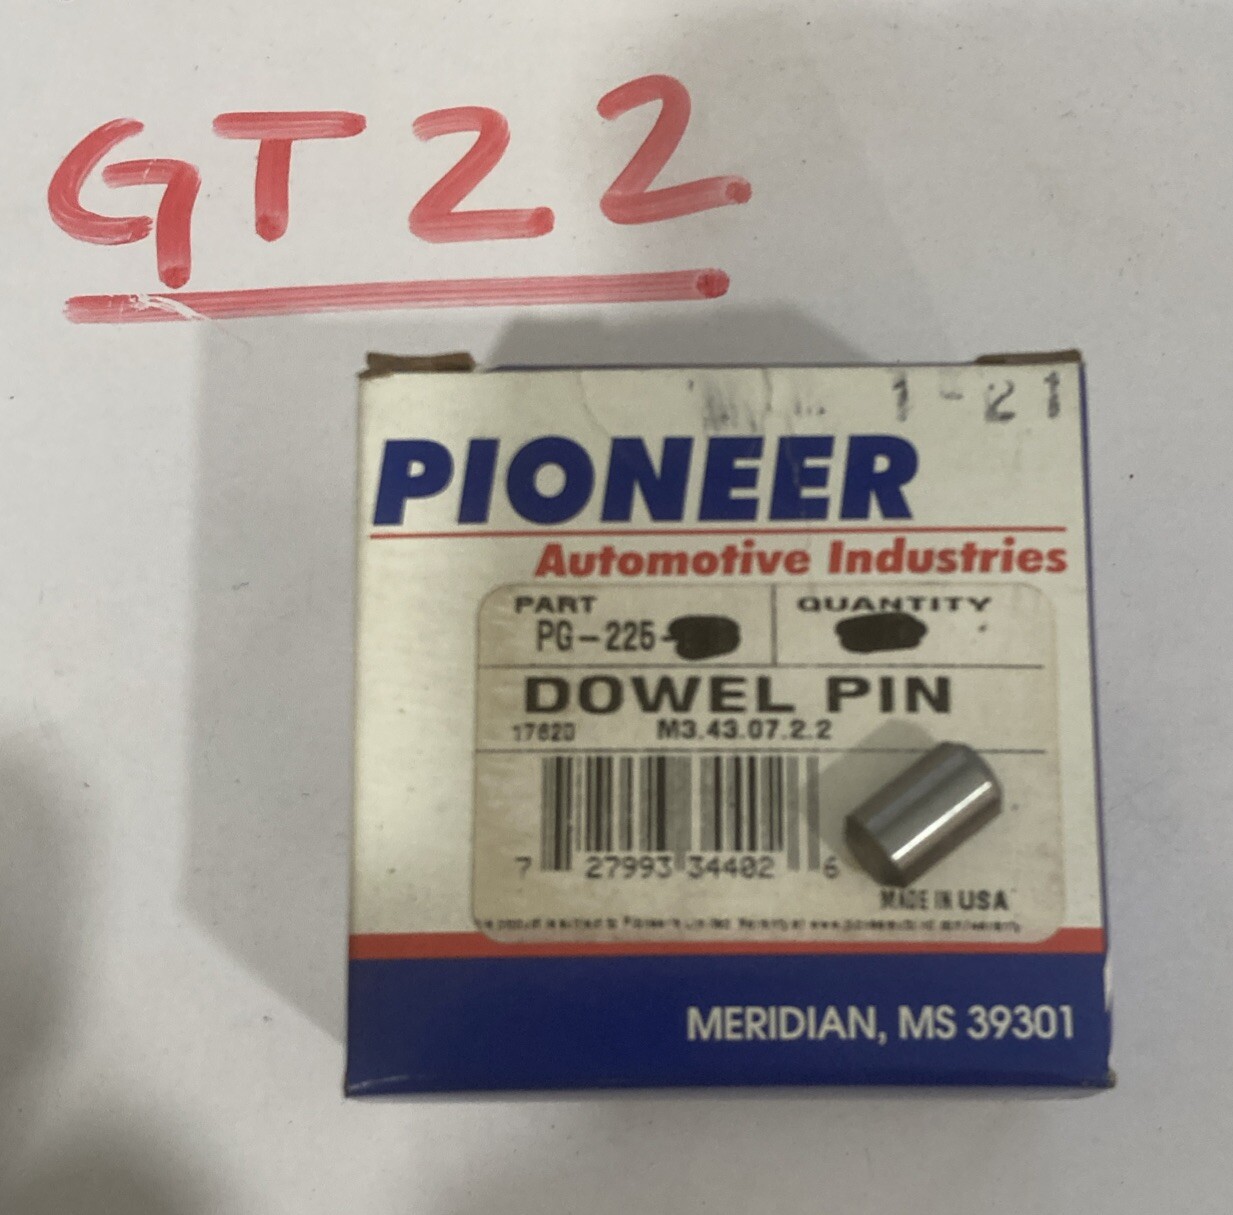 GT22
1-21
PIONEER
Automotive Industries
PART QUANTITY
PG-225-
DOWEL PIN
17620 M3.43.07.2.2
7 27993 34402 6
MADE IN USA
MERIDIAN, MS 39301